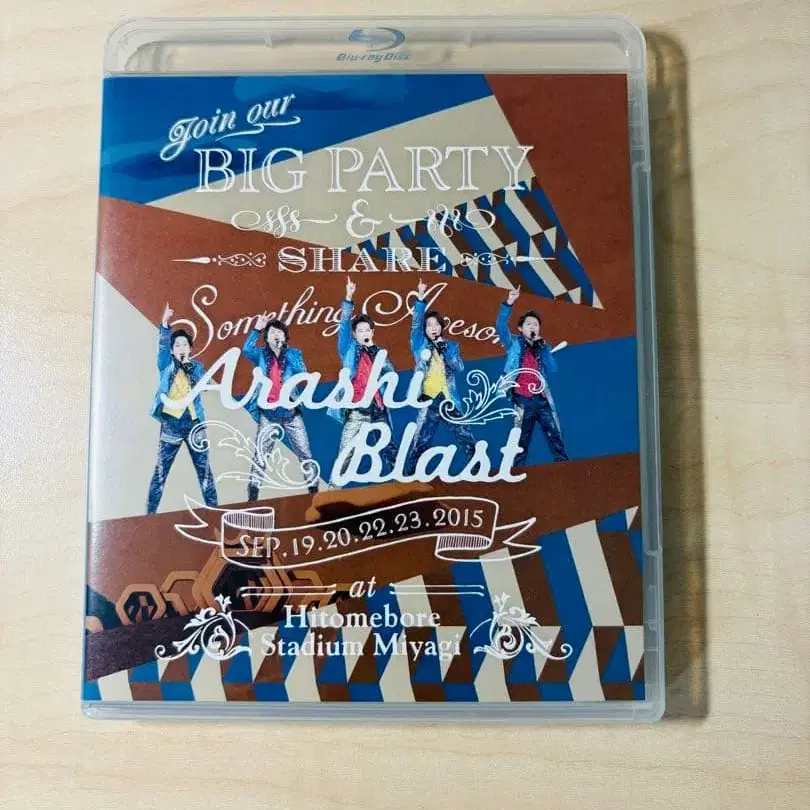 Blu-ray Disc
Join our
BIG PARTY
&
SHARE
Something Aweso
Arashi
Blast
SEP.19.20.22.23.2015
at
Hitomebore
Stadium Miyagi